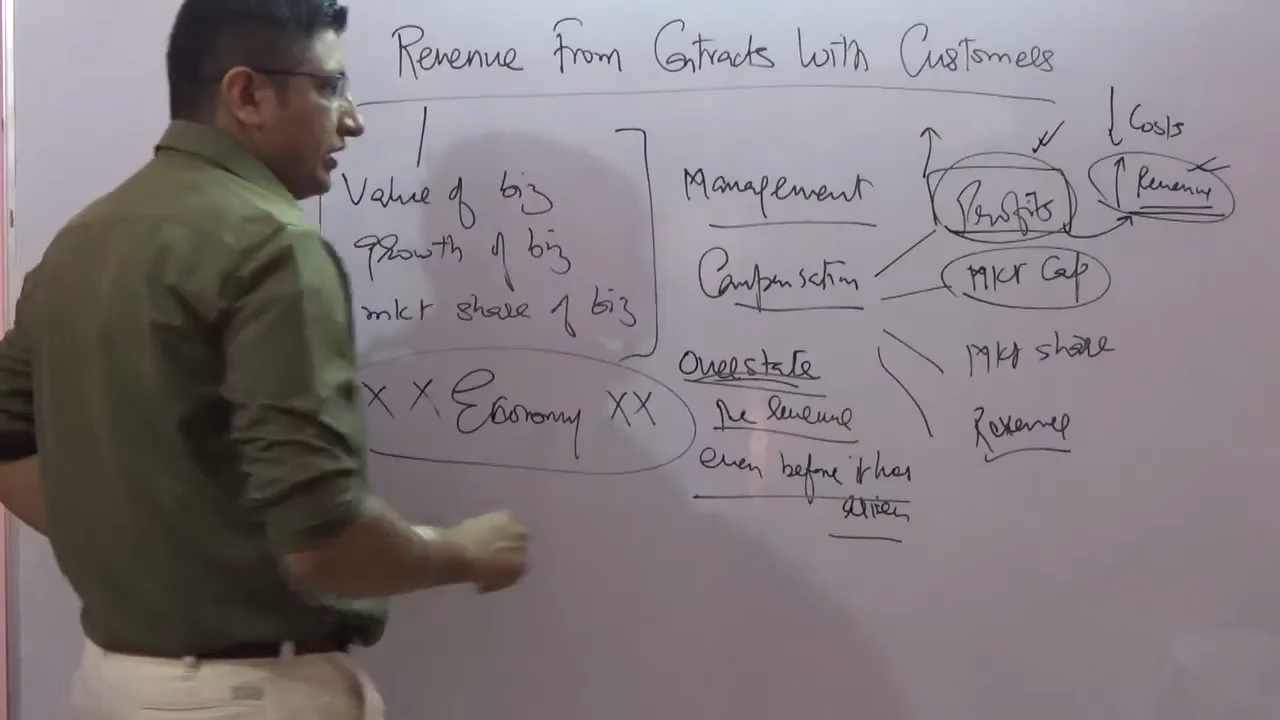 Revenue From Contracts With Customers
Value of biz
growth of biz
mkt share of biz
X X Economy XX
Management
Compensation
Overstate
the revenue
even before it has
arisen
Profits
Mkt Cap
Mkt share
Revenue
Costs
Revenue